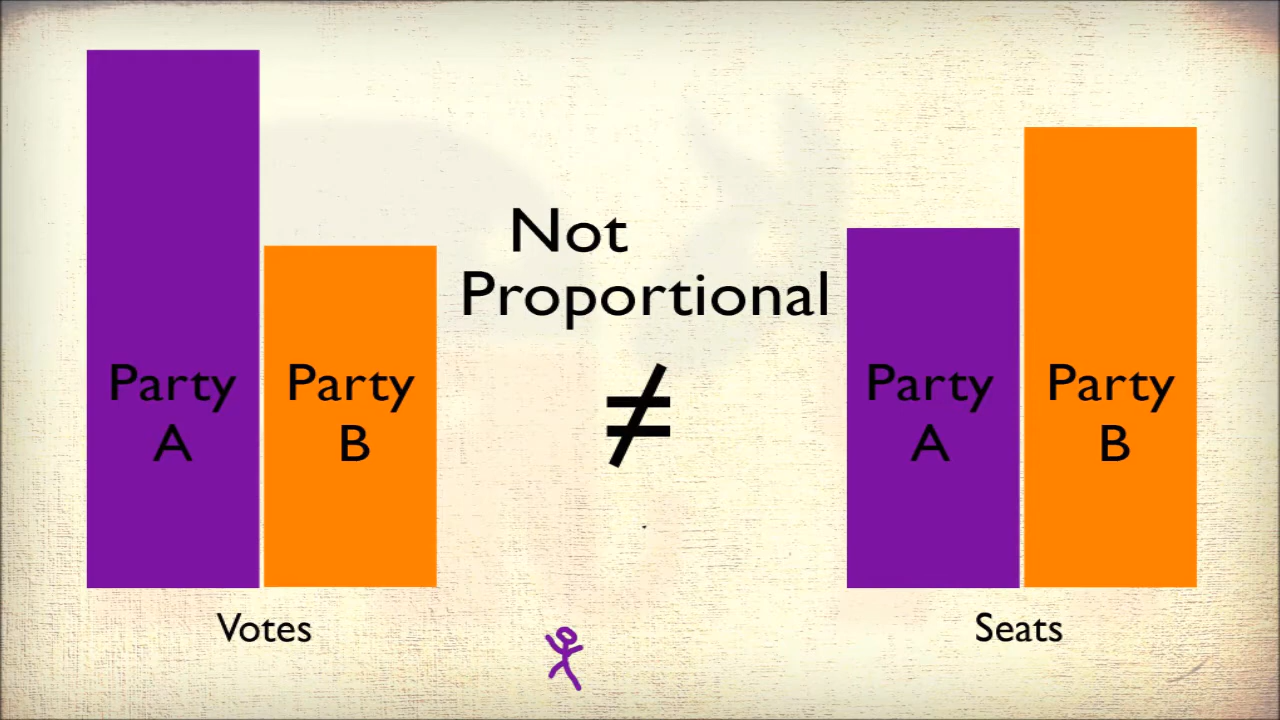 Party
A
Party
B
Votes
Not
Proportional
≠
Party
A
Party
B
Seats